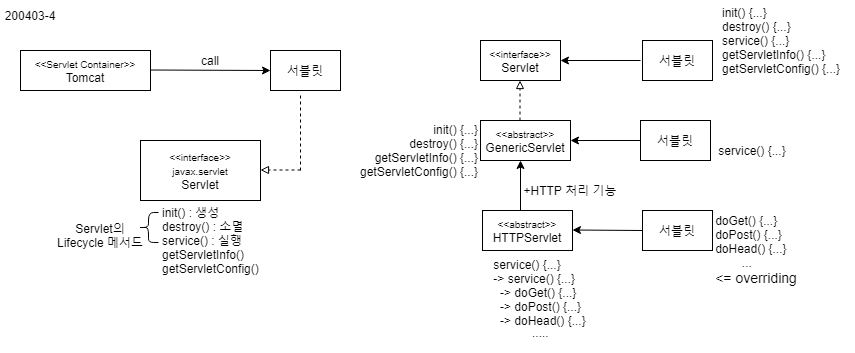 200403-4
<<Servlet Container>>
Tomcat
call
서블릿
<<interface>>
javax.servlet
Servlet
Servlet의
Lifecycle 메서드
init() : 생성
destroy() : 소멸
service() : 실행
getServletInfo()
getServletConfig()
<<interface>>
Servlet
서블릿
init() {...}
destroy() {...}
service() {...}
getServletInfo() {...}
getServletConfig() {...}
init() {...}
destroy() {...}
getServletInfo() {...}
getServletConfig() {...}
<<abstract>>
GenericServlet
서블릿
service() {...}
+HTTP 처리 기능
<<abstract>>
HTTPServlet
서블릿
doGet() {...}
doPost() {...}
doHead() {...}
...
<= overriding
service() {...}
-> service() {...}
-> doGet() {...}
-> doPost() {...}
-> doHead() {...}
.....